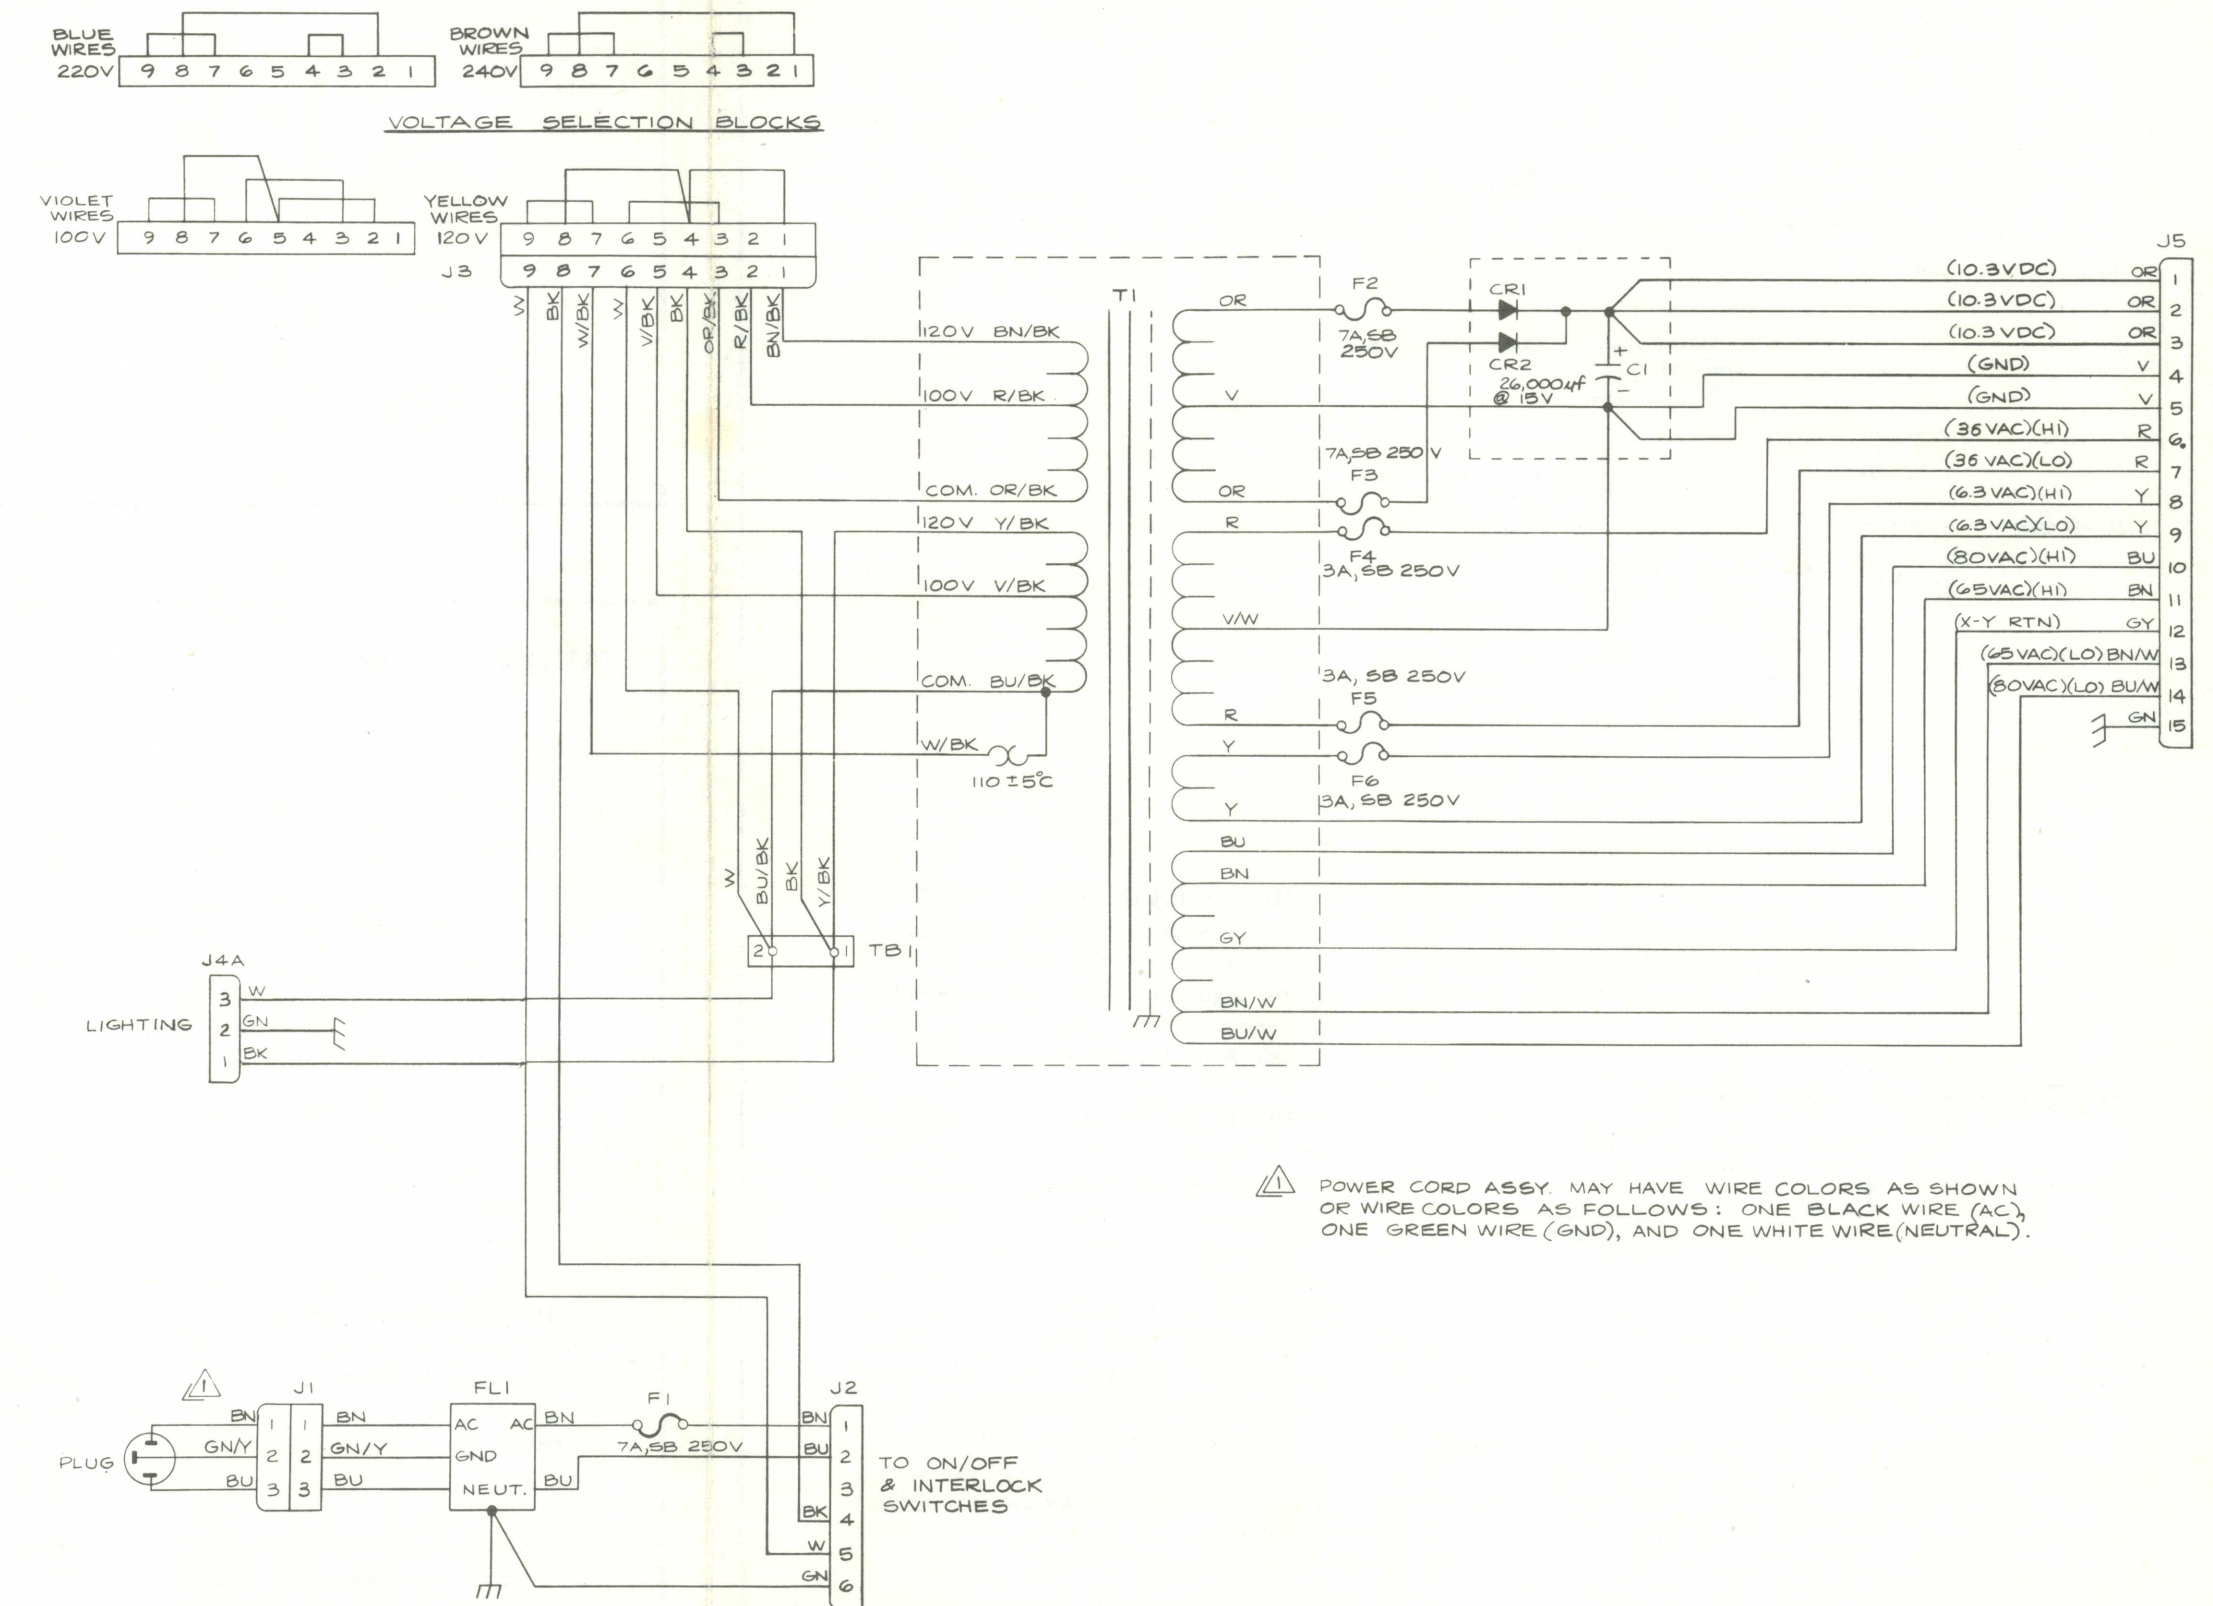 BLUE
WIRES
220V 9 8 7 6 5 4 3 2 1
BROWN
WIRES
240V 9 8 7 6 5 4 3 2 1
VOLTAGE SELECTION BLOCKS
VIOLET
WIRES
100V 9 8 7 6 5 4 3 2 1
YELLOW
WIRES
120V 9 8 7 6 5 4 3 2 1
J3 9 8 7 6 5 4 3 2 1
W
BK
W/BK
W
V/BK
BK
OR/BK
R/BK
BN/BK
120V BN/BK
100V R/BK
COM. OR/BK
120V Y/BK
100V V/BK
COM. BU/BK
W/BK
110 ±5°C
T1
OR
V
OR
R
V/W
R
Y
Y
BU
BN
GY
BN/W
BU/W
F2
7A,SB
250V
7A,SB 250V
F3
F4
3A, SB 250V
3A, SB 250V
F5
F6
3A, SB 250V
CR1
CR2
26,000µf
@ 15V
+
C1
−
J5
(10.3VDC) OR 1
(10.3VDC) OR 2
(10.3VDC) OR 3
(GND) V 4
(GND) V 5
(36VAC)(HI) R 6.
(36 VAC)(LO) R 7
(6.3VAC)(HI) Y 8
(6.3VAC)(LO) Y 9
(80VAC)(HI) BU 10
(65VAC)(HI) BN 11
(X-Y RTN) GY 12
(65VAC)(LO) BN/W 13
(80VAC)(LO) BU/W 14
GN 15
W
BU/BK
BK
Y/BK
2 1 TB1
J4A
LIGHTING
3 W
2 GN
1 BK
1 POWER CORD ASSY. MAY HAVE WIRE COLORS AS SHOWN
OR WIRE COLORS AS FOLLOWS: ONE BLACK WIRE (AC),
ONE GREEN WIRE (GND), AND ONE WHITE WIRE (NEUTRAL).
1
PLUG
J1
BN 1 1 BN
GN/Y 2 2 GN/Y
BU 3 3 BU
FL1
AC AC BN
GND
NEUT. BU
F1
7A,SB 250V
J2
BN 1
BU 2
3
BK 4
W 5
GN 6
TO ON/OFF
& INTERLOCK
SWITCHES